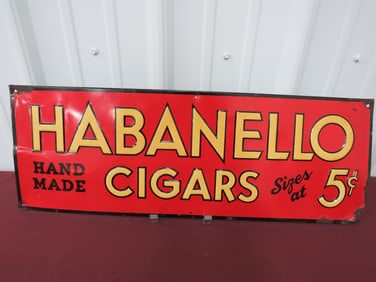 HABANELLO
HAND MADE CIGARS Sizes at 5¢